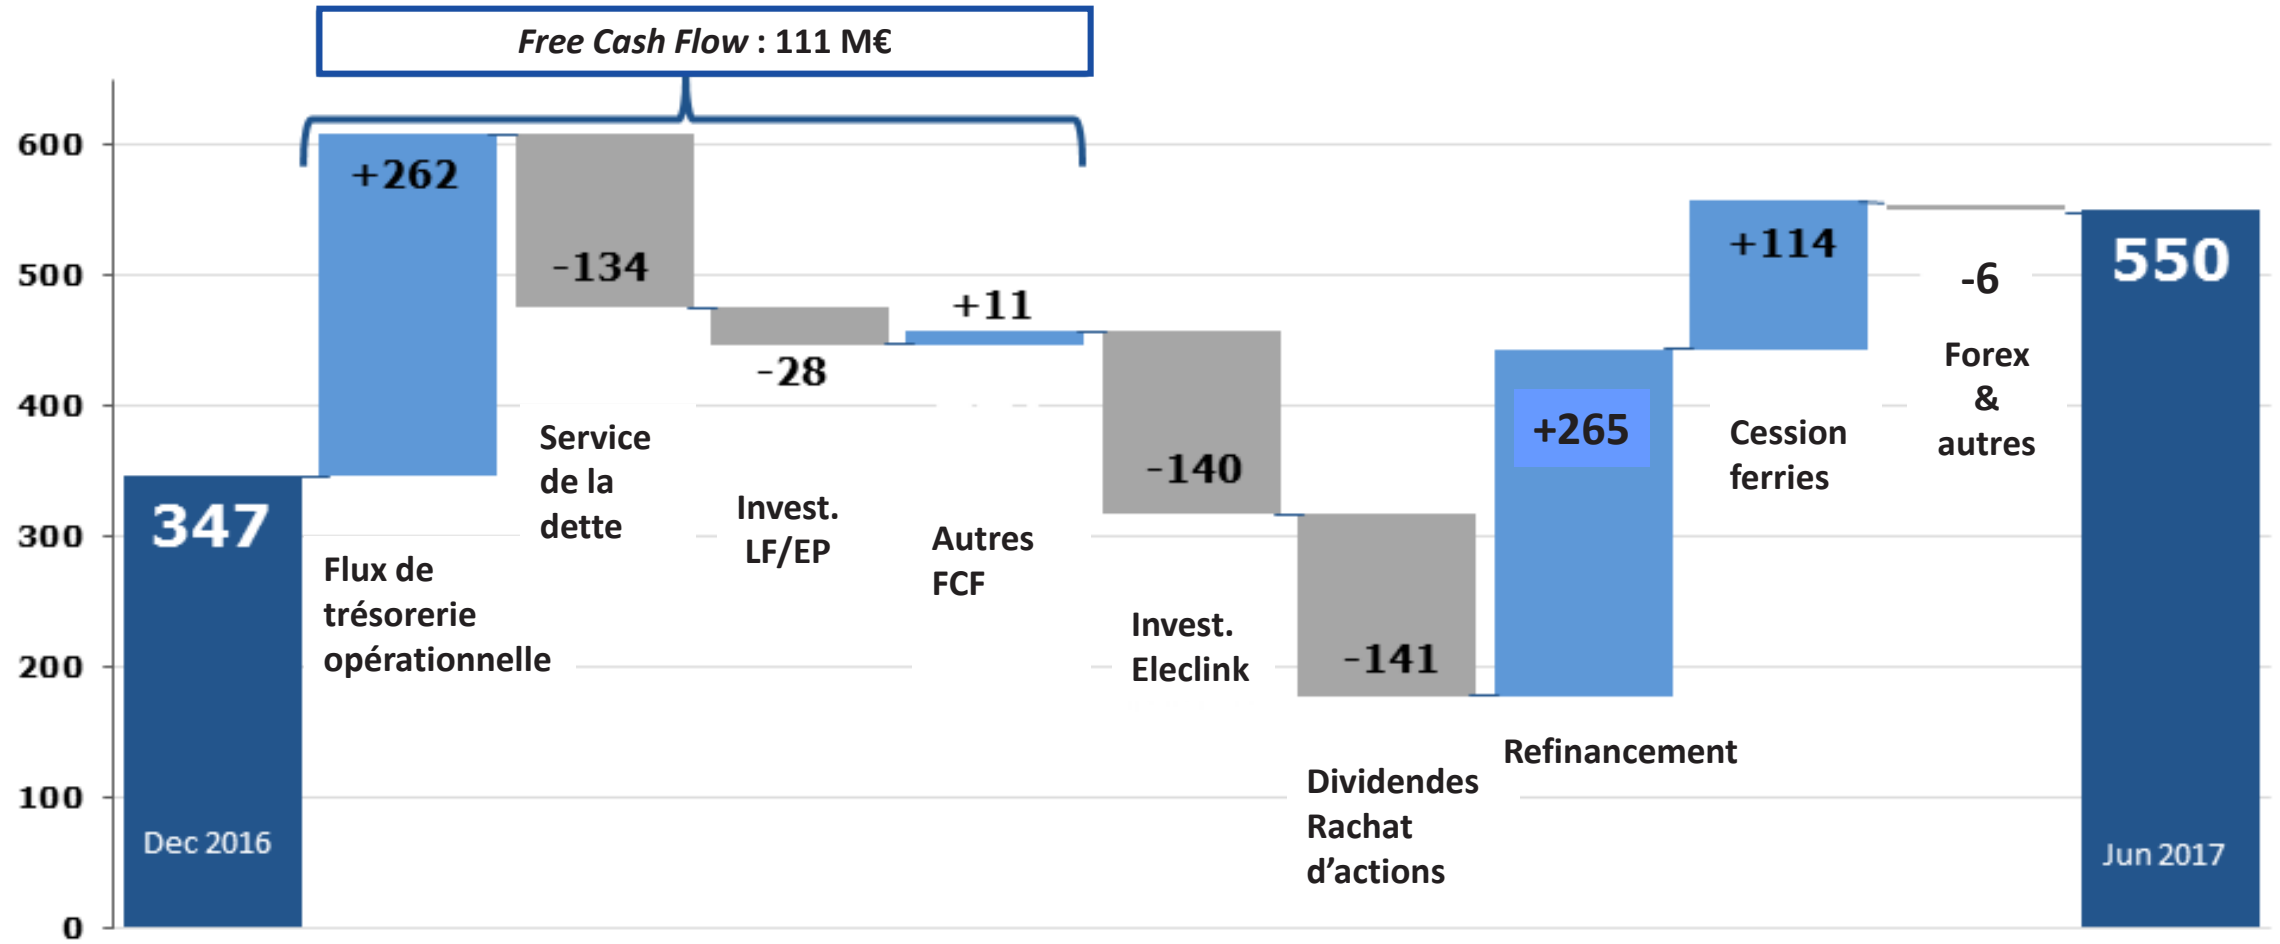 Free Cash Flow : 111 M€
600
500
400
300
200
100
0
347
Dec 2016
+262
Flux de
trésorerie
opérationnelle
-134
Service
de la
dette
-28
Invest.
LF/EP
+11
Autres
FCF
-140
Invest.
Eleclink
-141
Dividendes
Rachat
d’actions
+265
Refinancement
+114
Cession
ferries
-6
Forex
&
autres
550
Jun 2017